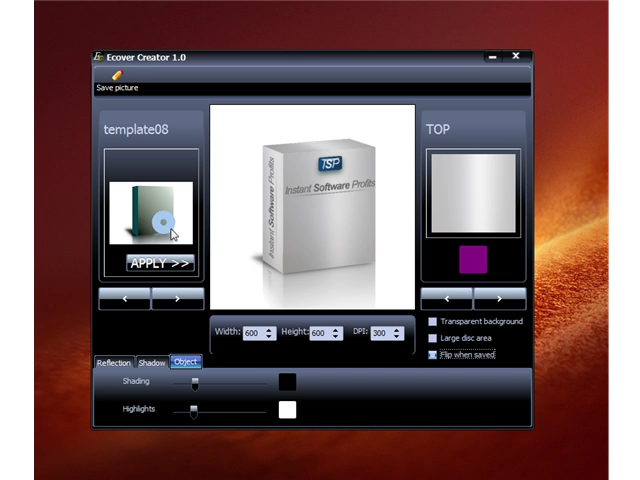 Ecover Creator 1.0
Save picture
template08
APPLY >>
TSP
Instant Software Profits
Instant Software Profits
TOP
< >
< >
Width: 600 Height: 600 DPI: 300
Transparent background
Large disc area
Flip when saved
Reflection Shadow Object
Shading
Highlights